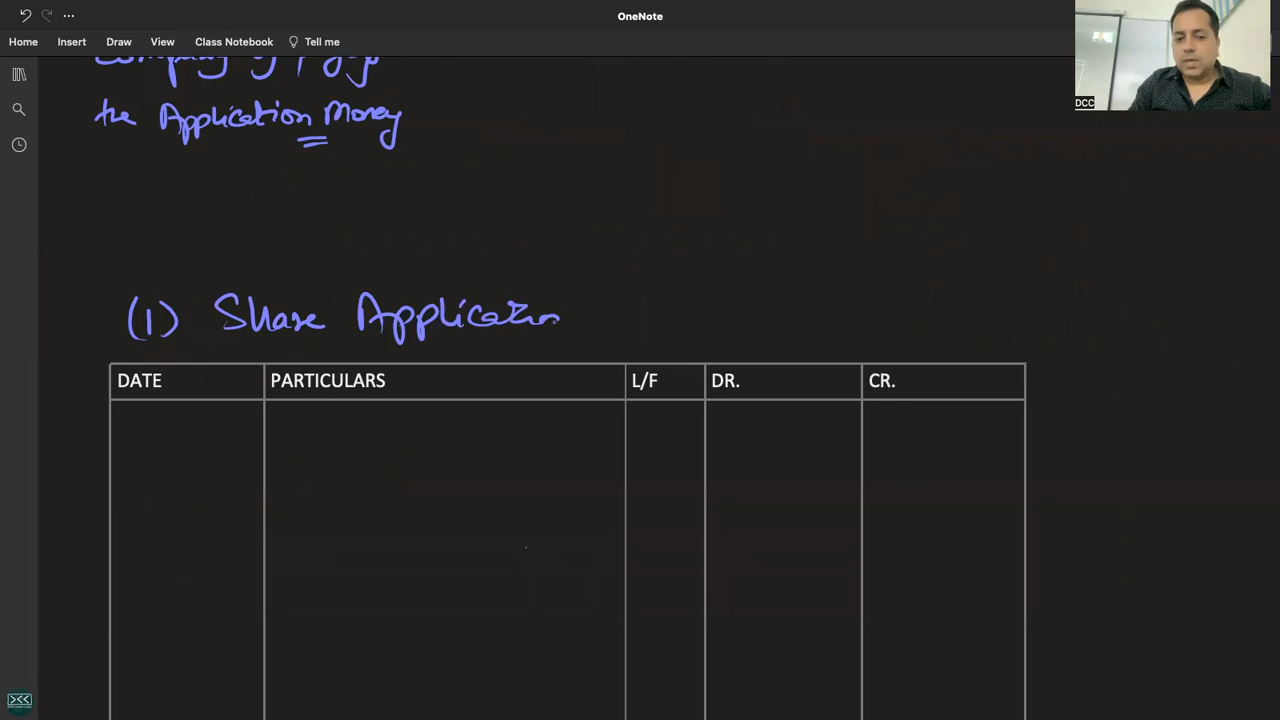 OneNote
Home Insert Draw View Class Notebook Tell me
DCC
Company
the Application Money
(1) Share Application
DATE PARTICULARS L/F DR. CR.